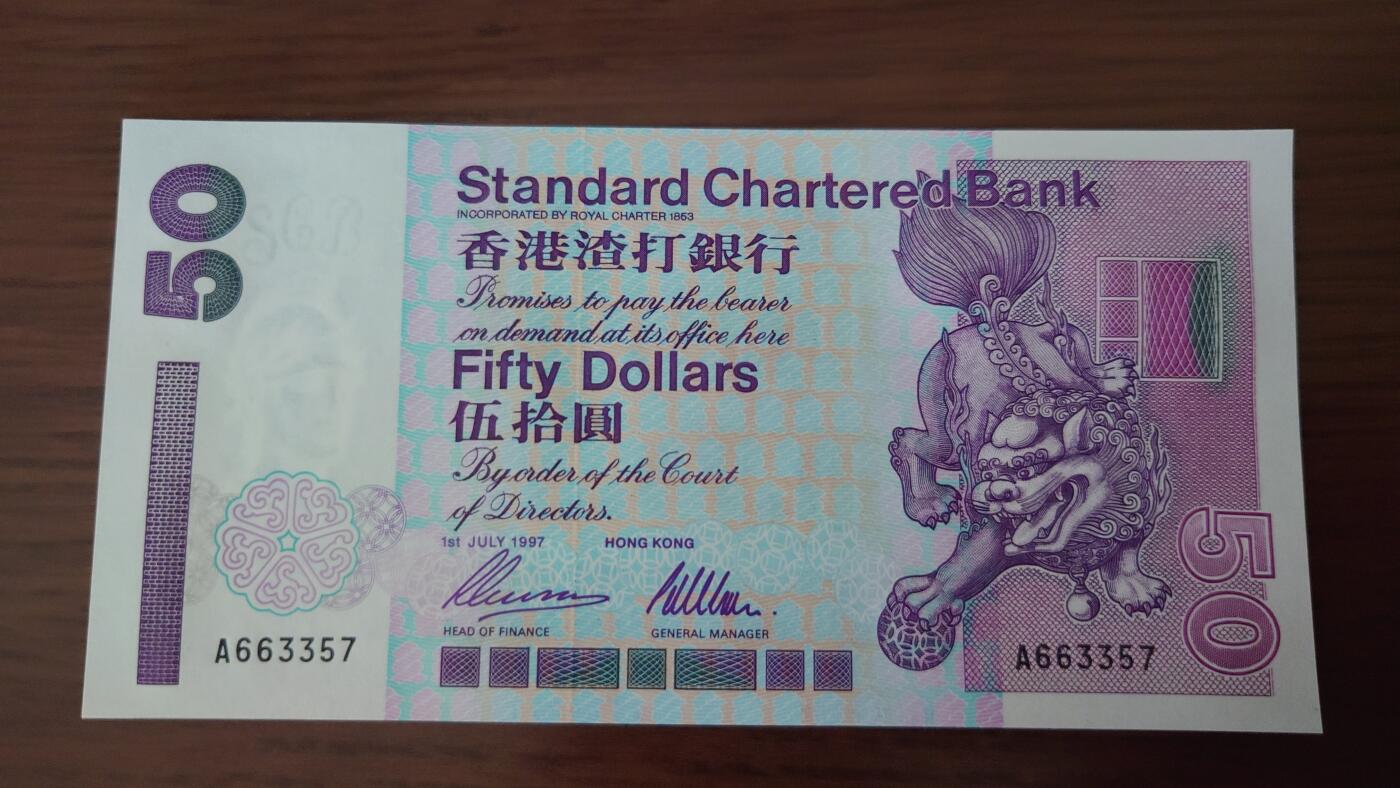 50
Standard Chartered Bank
INCORPORATED BY ROYAL CHARTER 1853
香港渣打銀行
Promises to pay the bearer
on demand at its office here
Fifty Dollars
伍拾圓
By order of the Court
of Directors.
1st JULY 1997 HONG KONG
HEAD OF FINANCE GENERAL MANAGER
A663357 A663357
50